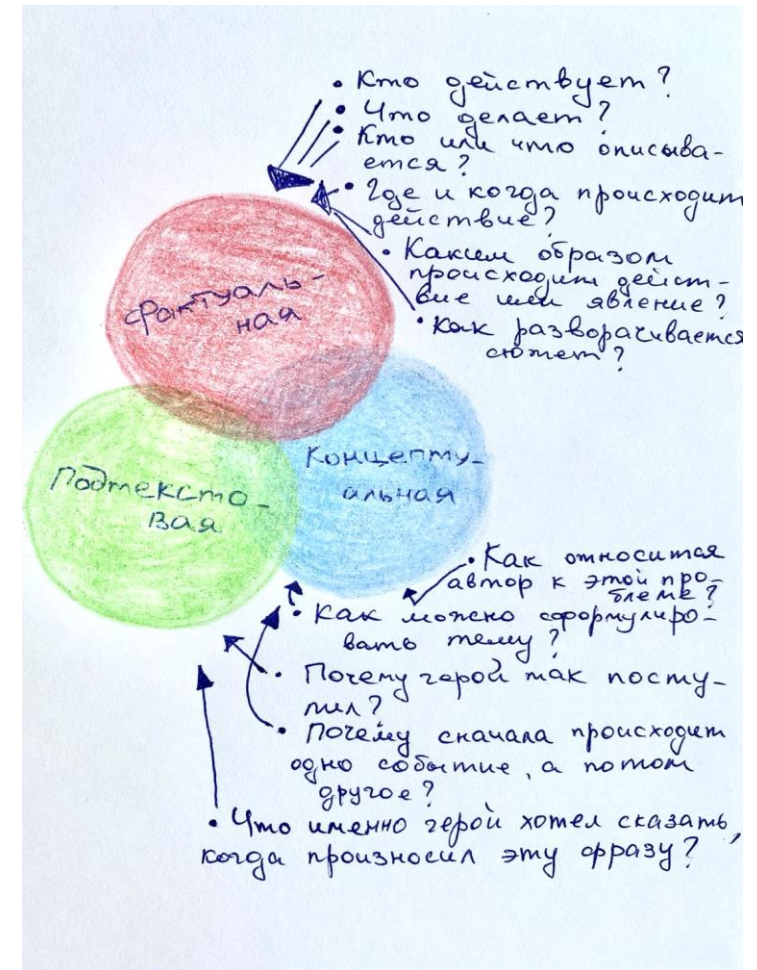 • Кто действует?
• Что делает?
• Кто или что описыва-
ется?
• Где и когда происходит
действие?
• Каким образом
происходит дейст-
вие или явление?
• Как разворачивается
сюжет?
Фактуаль-
ная
Концепту-
альная
Подтексто-
вая
• Как относится
автор к этой про-
блеме?
• Как можно сформулиро-
вать тему?
• Почему герой так посту-
пил?
• Почему сначала происходит
одно событие, а потом
другое?
• Что именно герой хотел сказать,
когда произносил эту фразу?